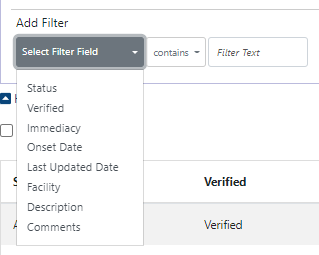 Add Filter
Select Filter Field contains Filter Text
Status
Verified
Immediacy
Onset Date
Last Updated Date
Facility
Description
Comments
Verified
Verified